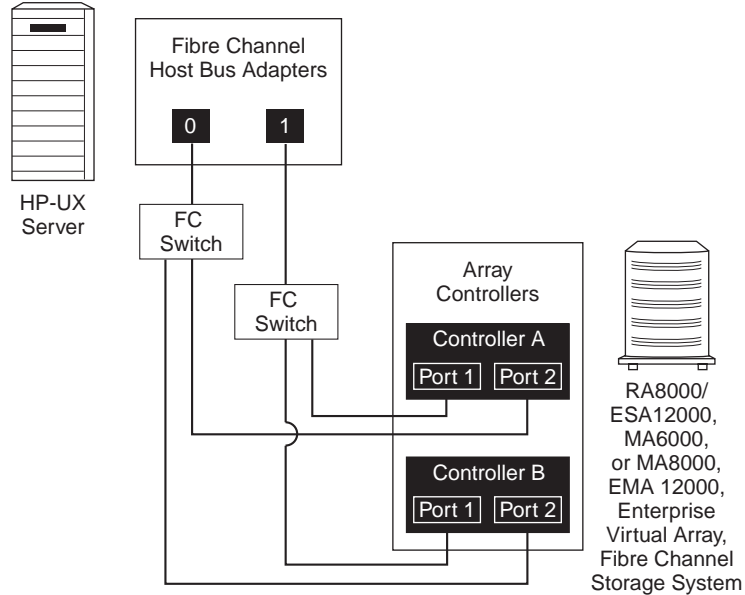 Fibre Channel
Host Bus Adapters
0
1
HP-UX
Server
FC
Switch
FC
Switch
Array
Controllers
Controller A
Port 1
Port 2
Controller B
Port 1
Port 2
RA8000/
ESA12000,
MA6000,
or MA8000,
EMA 12000,
Enterprise
Virtual Array,
Fibre Channel
Storage System